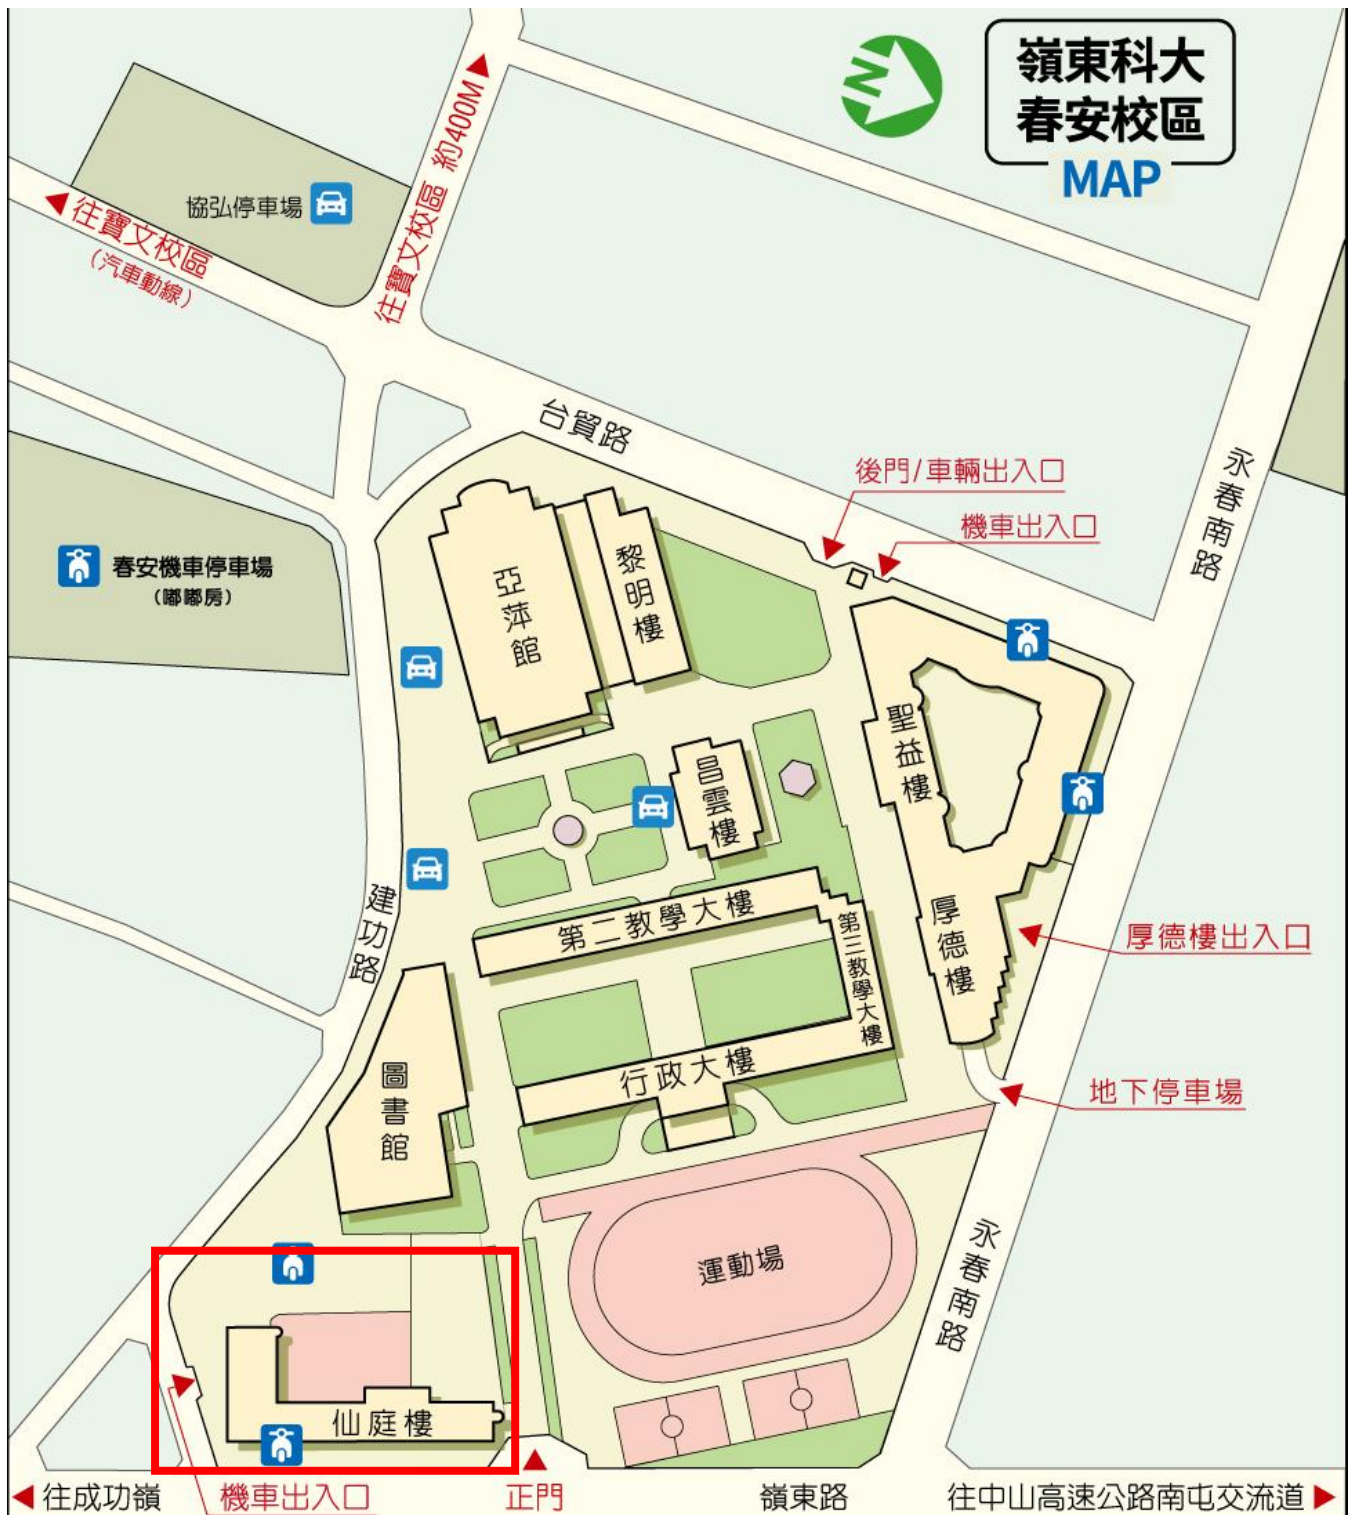 嶺東科大
春安校區
MAP
N
往寶文校區 約400M
協弘停車場
往寶文校區
（汽車動線）
台貿路
永春南路
後門/車輛出入口
機車出入口
春安機車停車場
（嘟嘟房）
亞萍館
黎明樓
聖益樓
昌雲樓
建功路
第二教學大樓
第三教學大樓
厚德樓
厚德樓出入口
行政大樓
圖書館
地下停車場
運動場
永春南路
仙庭樓
往成功嶺
機車出入口
正門
嶺東路
往中山高速公路南屯交流道